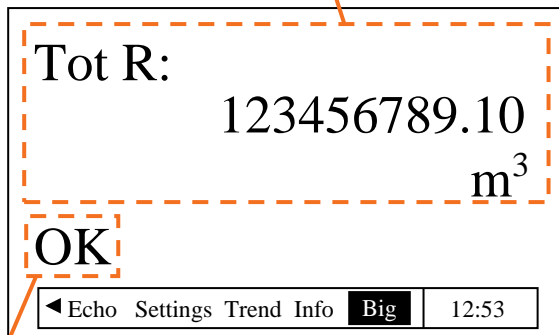 Tot R:
123456789.10
m³
OK
◄ Echo Settings Trend Info Big 12:53